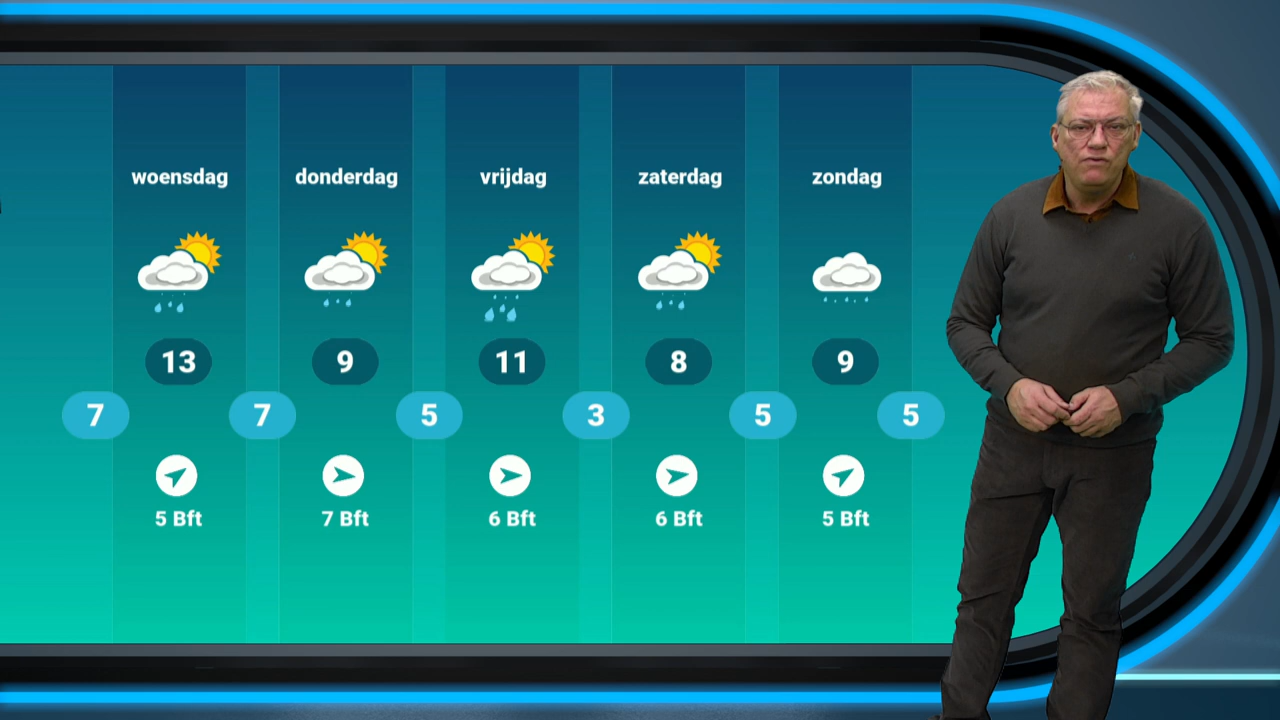 woensdag donderdag vrijdag zaterdag zondag
13 9 11 8 9
7 7 5 3 5 5
5 Bft 7 Bft 6 Bft 6 Bft 5 Bft